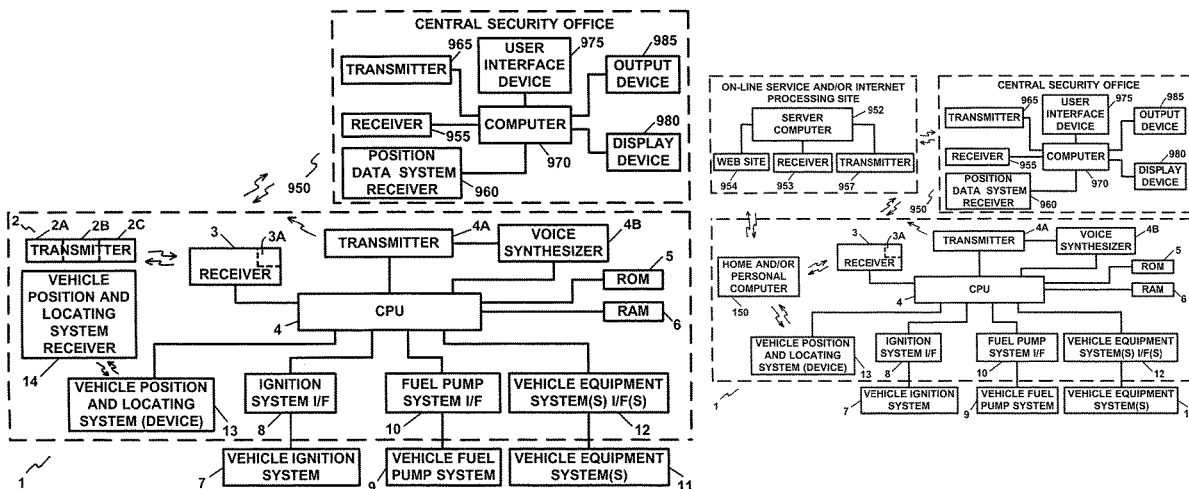 CENTRAL SECURITY OFFICE
965
975
985
TRANSMITTER
USER
INTERFACE
DEVICE
OUTPUT
DEVICE
RECEIVER
955
COMPUTER
970
980
DISPLAY
DEVICE
POSITION
DATA SYSTEM
RECEIVER
960
950
2
2A
2B
2C
TRANSMITTER
3
3A
RECEIVER
TRANSMITTER
4A
VOICE
SYNTHESIZER
4B
5
ROM
CPU
4
RAM
6
VEHICLE
POSITION AND
LOCATING
SYSTEM
RECEIVER
14
VEHICLE POSITION
AND LOCATING
SYSTEM (DEVICE)
13
IGNITION
SYSTEM I/F
8
FUEL PUMP
SYSTEM I/F
10
VEHICLE EQUIPMENT
SYSTEM(S) I/F(S)
12
1
VEHICLE IGNITION
SYSTEM
7
VEHICLE FUEL
PUMP SYSTEM
9
VEHICLE EQUIPMENT
SYSTEM(S)
11
ON-LINE SERVICE AND/OR INTERNET
PROCESSING SITE
952
SERVER
COMPUTER
WEB SITE
954
RECEIVER
953
TRANSMITTER
957
CENTRAL SECURITY OFFICE
965
975
985
TRANSMITTER
USER
INTERFACE
DEVICE
OUTPUT
DEVICE
RECEIVER
955
COMPUTER
970
980
DISPLAY
DEVICE
POSITION
DATA SYSTEM
RECEIVER
960
950
3
3A
RECEIVER
TRANSMITTER
4A
VOICE
SYNTHESIZER
4B
5
ROM
HOME AND/OR
PERSONAL
COMPUTER
150
CPU
4
RAM
6
VEHICLE POSITION
AND LOCATING
SYSTEM (DEVICE)
13
IGNITION
SYSTEM I/F
8
FUEL PUMP
SYSTEM I/F
10
VEHICLE EQUIPMENT
SYSTEM(S) I/F(S)
12
1
VEHICLE IGNITION
SYSTEM
7
VEHICLE FUEL
PUMP SYSTEM
9
VEHICLE EQUIPMENT
SYSTEM(S)